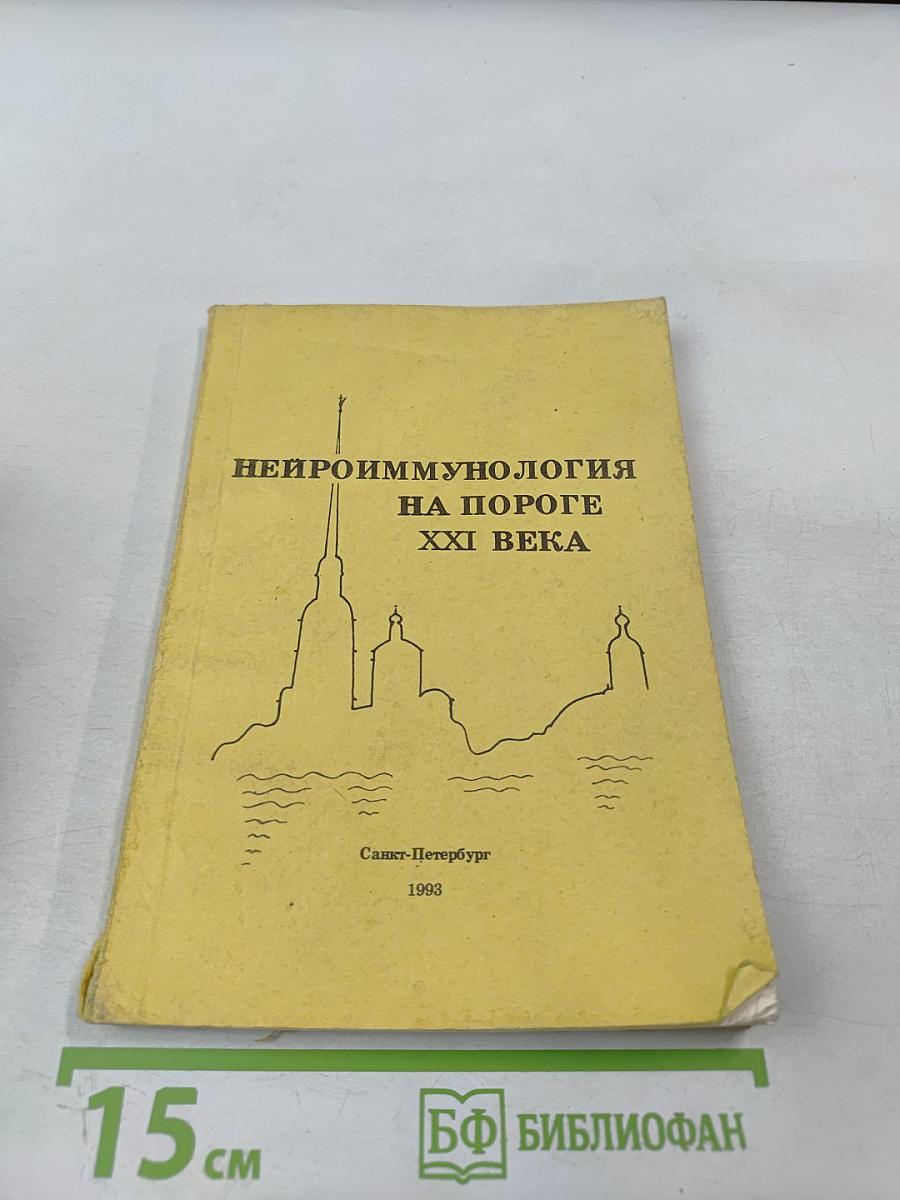 НЕЙРОИММУНОЛОГИЯ
НА ПОРОГЕ
XXI ВЕКА
Санкт-Петербург
1993
15 см
БФ БИБЛИОФАН